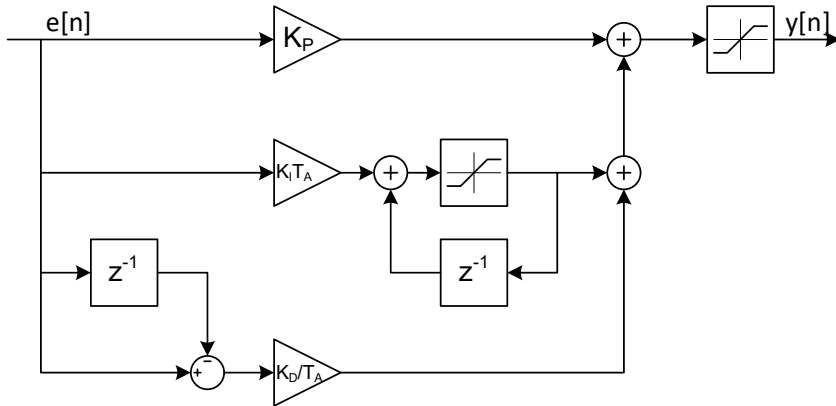 e[n]
K_P
+
y[n]
K_I T_A
+
+
z^-1
z^-1
-
+
K_D/T_A